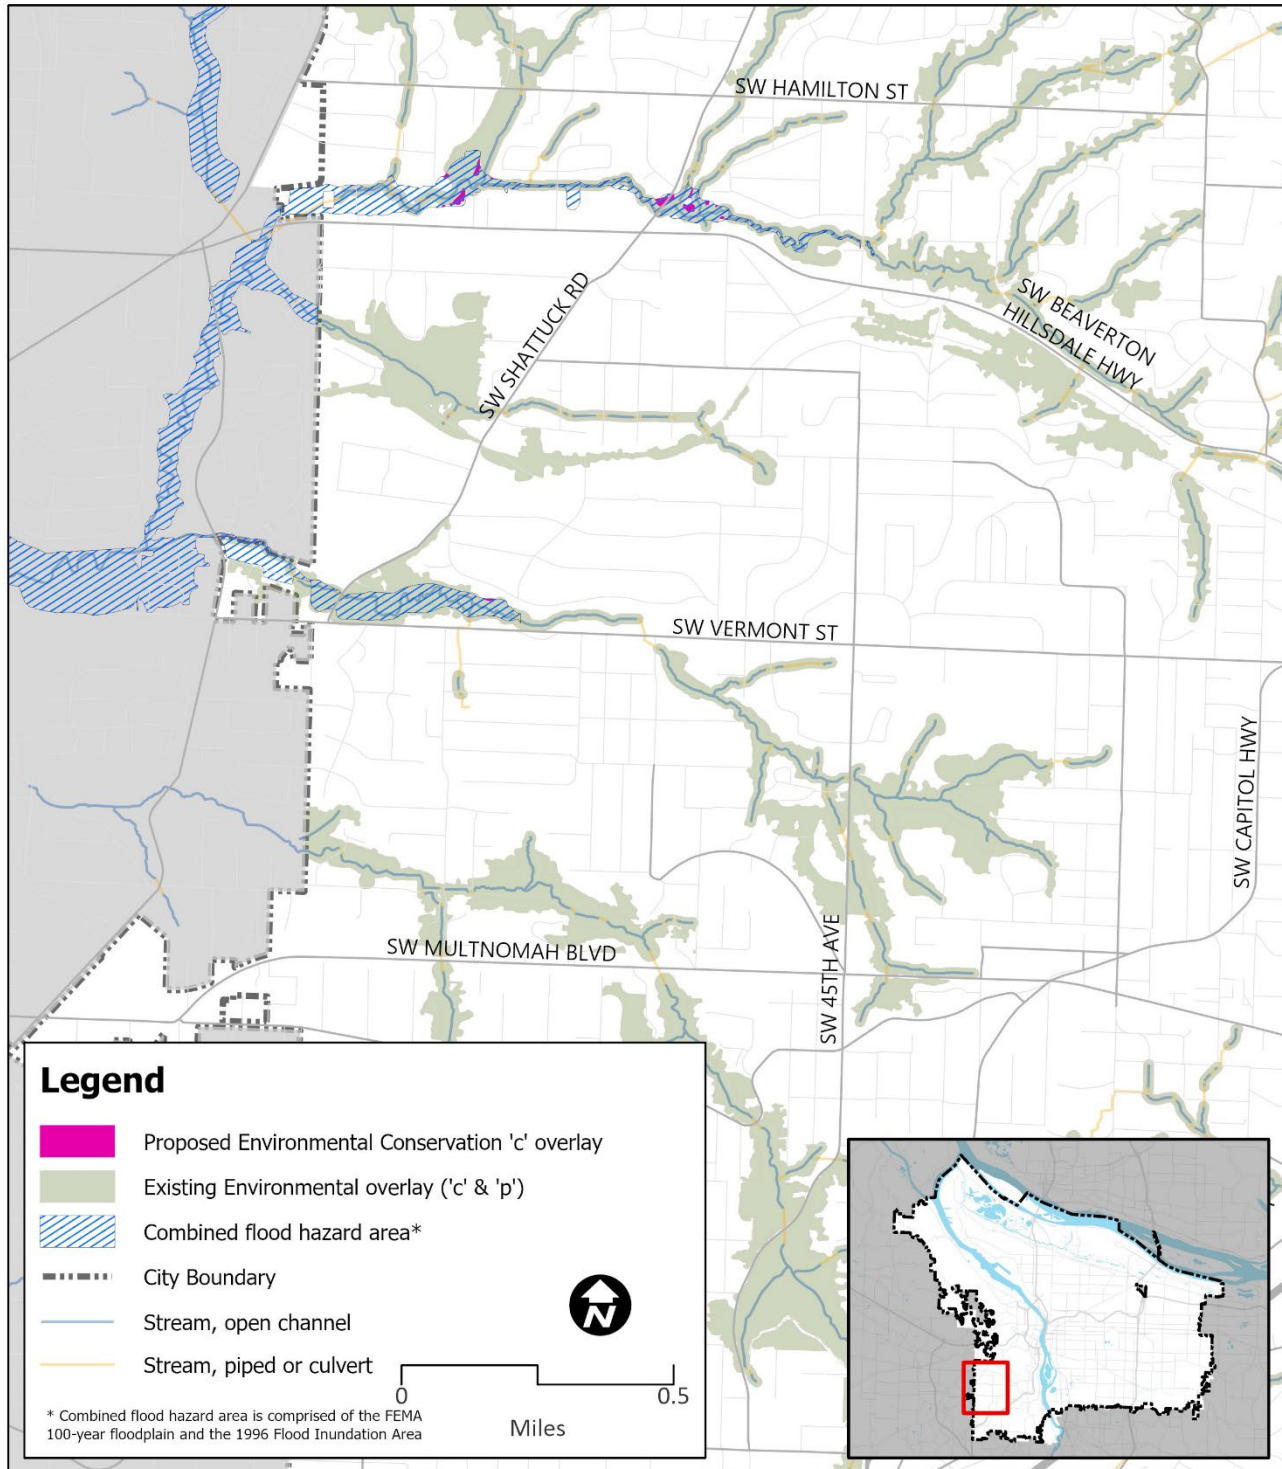 SW HAMILTON ST
SW SHATTUCK RD
SW BEAVERTON
HILLSDALE HWY
SW VERMONT ST
SW CAPITOL HWY
SW 45TH AVE
SW MULTNOMAH BLVD
Legend
Proposed Environmental Conservation 'c' overlay
Existing Environmental overlay ('c' & 'p')
Combined flood hazard area*
City Boundary
Stream, open channel
Stream, piped or culvert
N
0 0.5
Miles
* Combined flood hazard area is comprised of the FEMA
100-year floodplain and the 1996 Flood Inundation Area